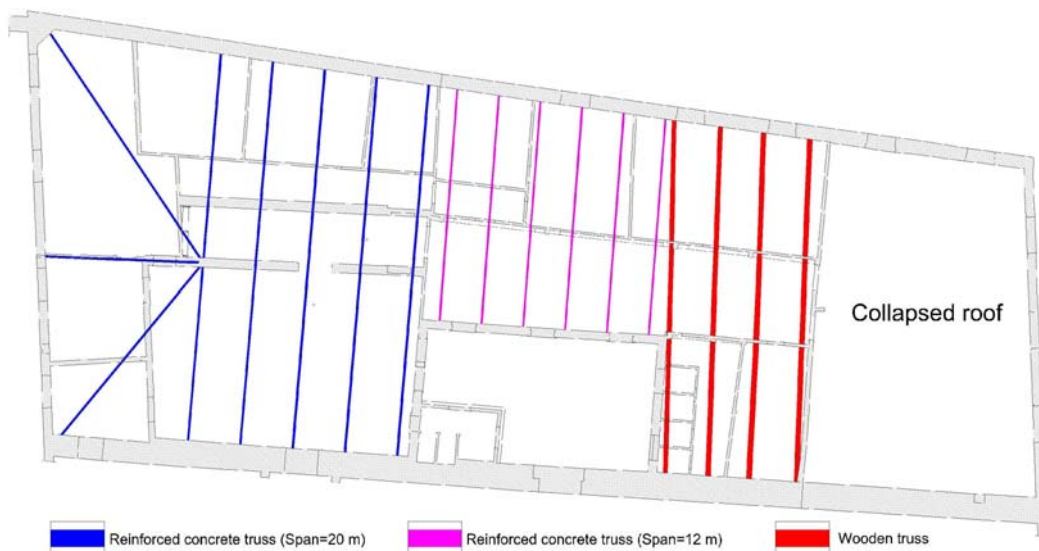 Collapsed roof
Reinforced concrete truss (Span=20 m)
Reinforced concrete truss (Span=12 m)
Wooden truss